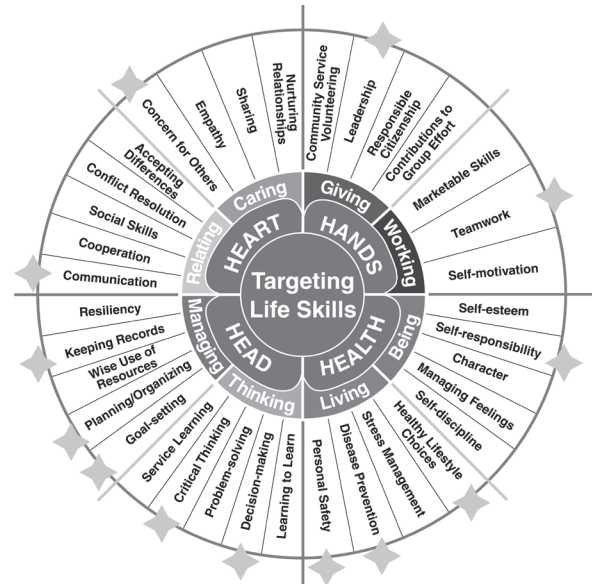 Targeting
Life Skills
HEART
HANDS
HEALTH
HEAD
Relating
Caring
Giving
Working
Being
Living
Thinking
Managing
Communication
Cooperation
Social Skills
Conflict Resolution
Accepting
Differences
Concern for Others
Empathy
Sharing
Nurturing
Relationships
Community Service
Volunteering
Leadership
Responsible
Citizenship
Contributions to
Group Effort
Marketable Skills
Teamwork
Self-motivation
Self-esteem
Self-responsibility
Character
Managing Feelings
Self-discipline
Healthy Lifestyle
Choices
Stress Management
Disease Prevention
Personal Safety
Learning to Learn
Decision-making
Problem-solving
Critical Thinking
Service Learning
Goal-setting
Planning/Organizing
Wise Use of
Resources
Keeping Records
Resiliency